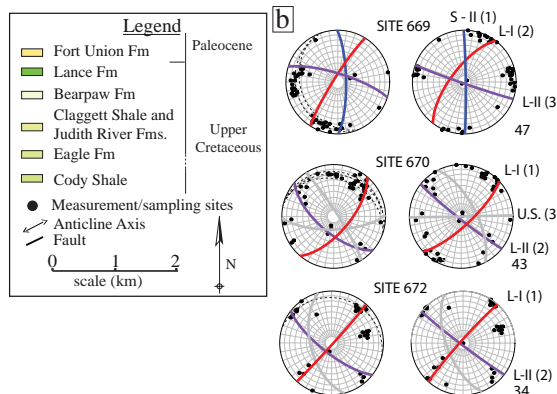 Legend
Fort Union Fm
Paleocene
Lance Fm
Bearpaw Fm
Claggett Shale and
Judith River Fms.
Upper
Cretaceous
Eagle Fm
Cody Shale
Measurement/sampling sites
Anticline Axis
Fault
0 1 2
scale (km)
N
b
SITE 669
S - II (1)
L-I (2)
L-II (3
47
SITE 670
L-I (1)
U.S. (3
L-II (2)
43
SITE 672
L-I (1)
L-II (2)
34